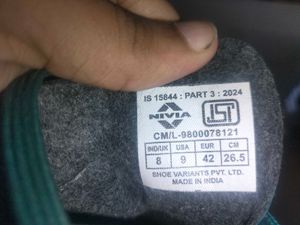 IS 15844 : PART 3 : 2024
NIVIA
ISI
CM/L-9800078121
IND/UK USA EUR CM
8 9 42 26.5
SHOE VARIANTS PVT. LTD.
MADE IN INDIA